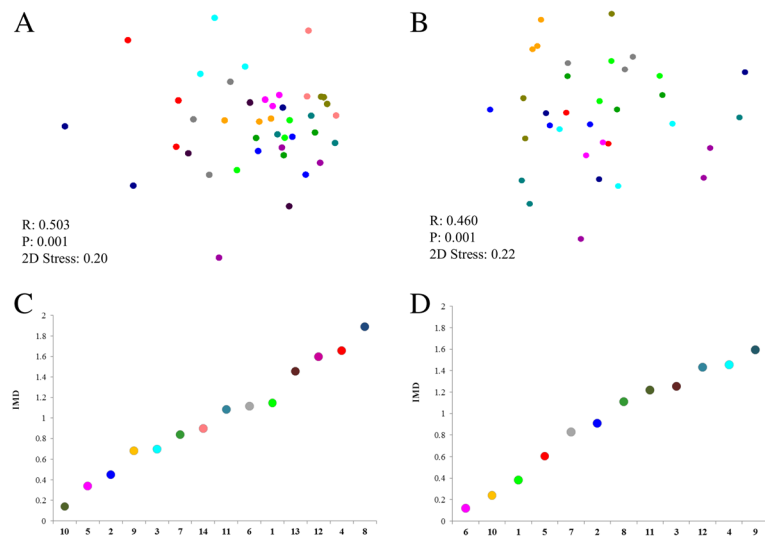 A
B
R: 0.503
P: 0.001
2D Stress: 0.20
R: 0.460
P: 0.001
2D Stress: 0.22
C
2
1.8
1.6
1.4
1.2
1
0.8
0.6
0.4
0.2
0
IMD
10 5 2 9 3 7 14 11 6 1 13 12 4 8
D
2
1.8
1.6
1.4
1.2
1
0.8
0.6
0.4
0.2
0
IMD
6 10 1 5 7 2 8 11 3 12 4 9